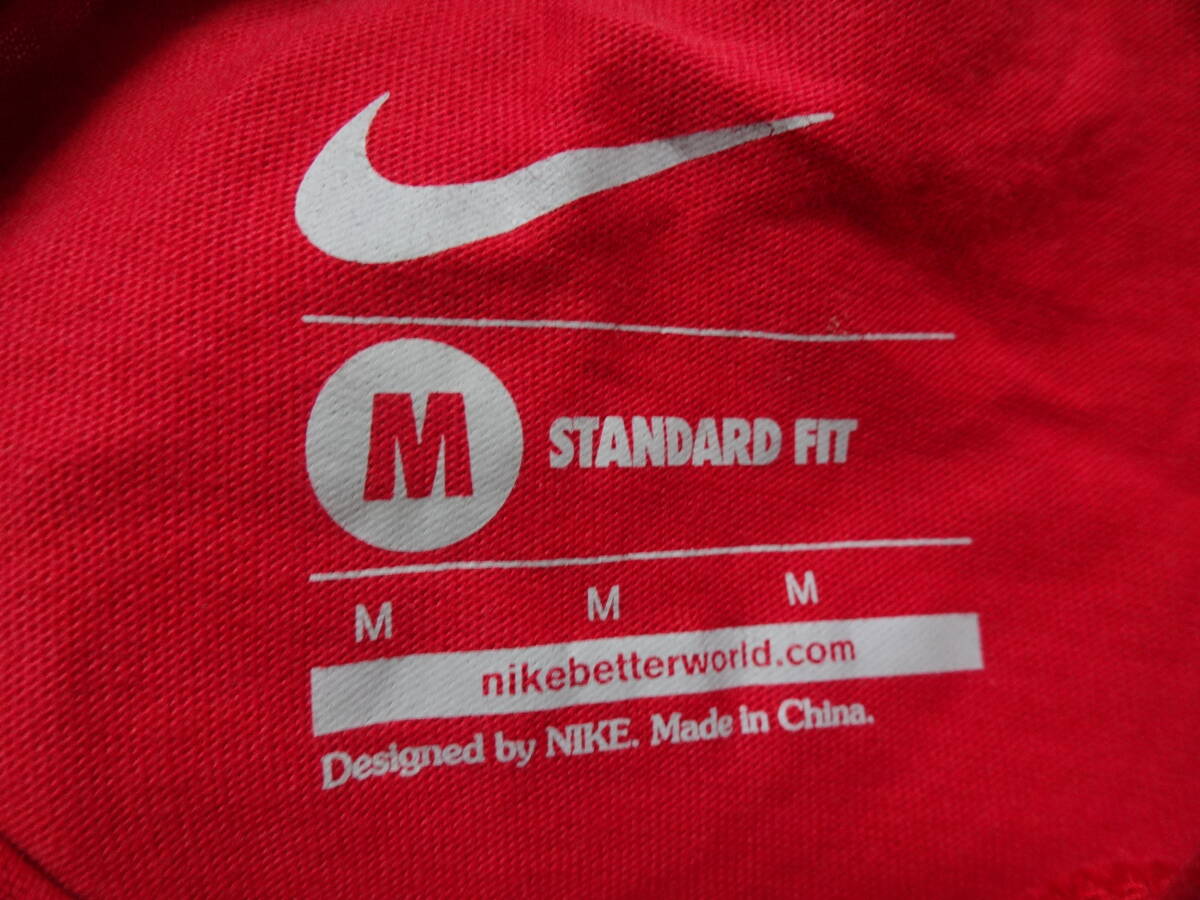 M STANDARD FIT
M M M
nikebetterworld.com
Designed by NIKE. Made in China.